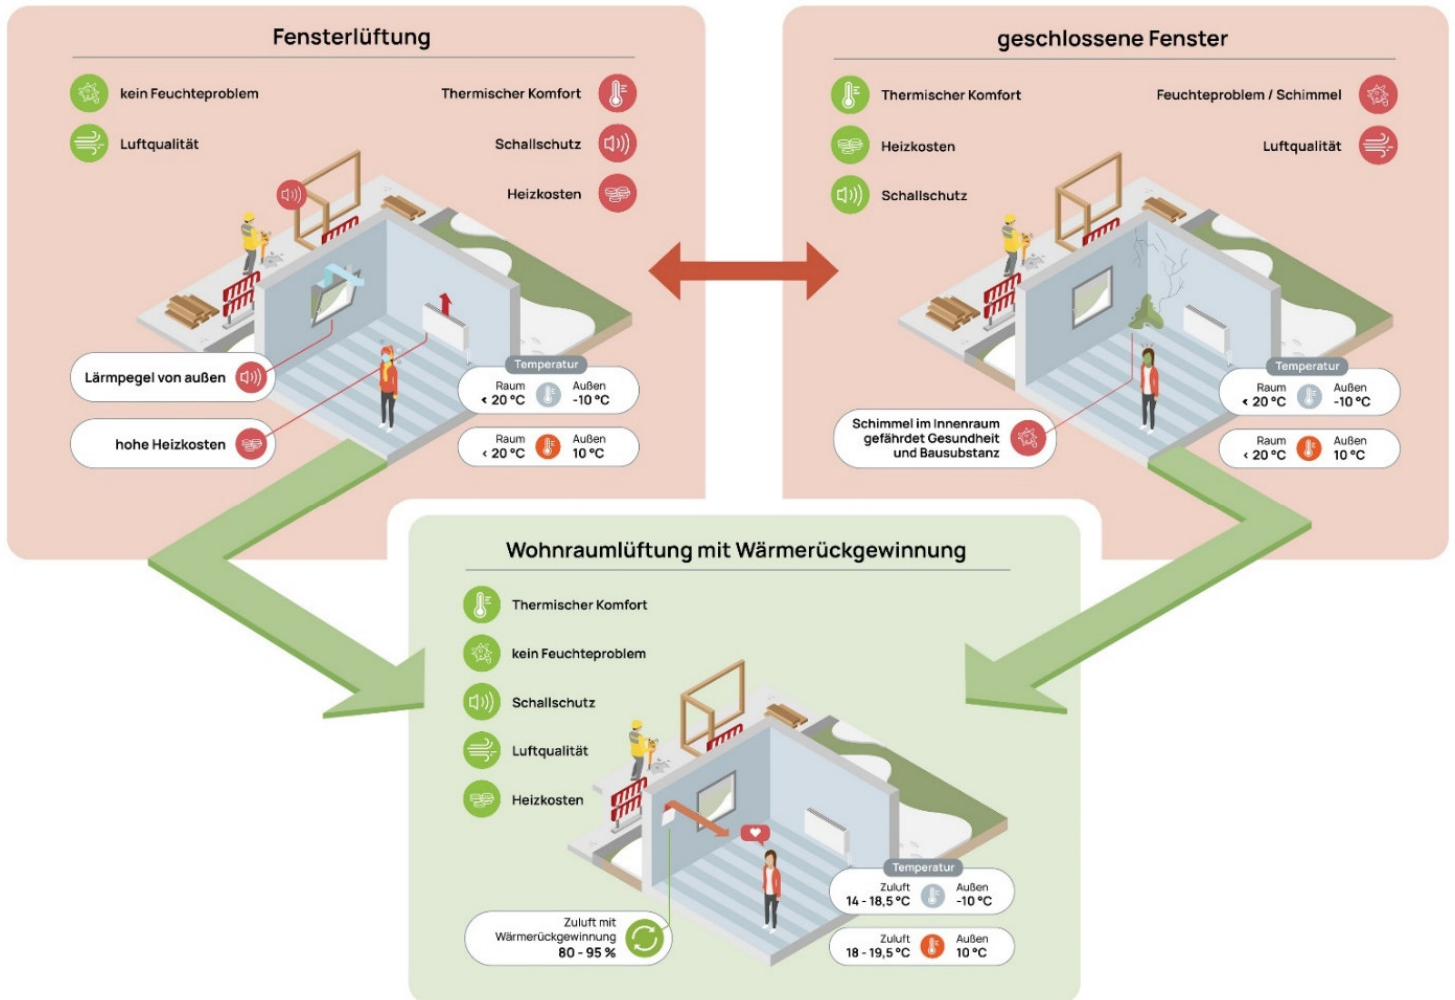 Fensterlüftung
kein Feuchteproblem
Luftqualität
Thermischer Komfort
Schallschutz
Heizkosten
Lärmpegel von außen
hohe Heizkosten
Temperatur
Raum
< 20 °C
Außen
-10 °C
Raum
< 20 °C
Außen
10 °C
geschlossene Fenster
Thermischer Komfort
Heizkosten
Schallschutz
Feuchteproblem / Schimmel
Luftqualität
Schimmel im Innenraum
gefährdet Gesundheit
und Bausubstanz
Temperatur
Raum
< 20 °C
Außen
-10 °C
Raum
< 20 °C
Außen
10 °C
Wohnraumlüftung mit Wärmerückgewinnung
Thermischer Komfort
kein Feuchteproblem
Schallschutz
Luftqualität
Heizkosten
Zuluft mit
Wärmerückgewinnung
80 - 95 %
Temperatur
Zuluft
14 - 18,5 °C
Außen
-10 °C
Zuluft
18 - 19,5 °C
Außen
10 °C